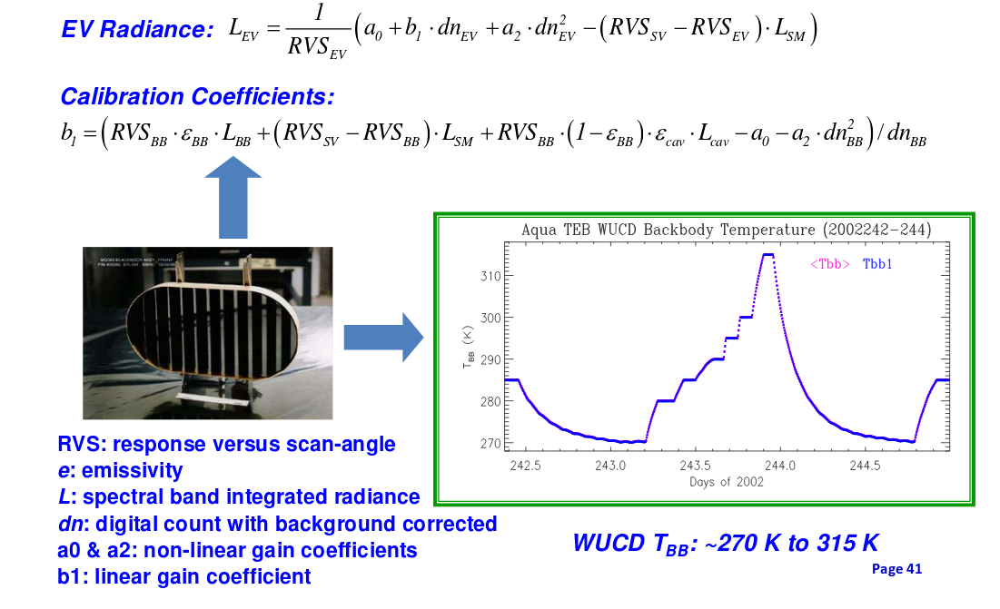 EV Radiance: L_EV = 1/RVS_EV (a_0 + b_1 · dn_EV + a_2 · dn_EV^2 − (RVS_SV − RVS_EV) · L_SM)
Calibration Coefficients:
b_1 = (RVS_BB · ε_BB · L_BB + (RVS_SV − RVS_BB) · L_SM + RVS_BB · (1 − ε_BB) · ε_cav · L_cav − a_0 − a_2 · dn_BB^2) / dn_BB
Aqua TEB WUCD Backbody Temperature (2002242−244)
<Tbb> Tbb1
T_BB (K)
310
300
290
280
270
242.5 243.0 243.5 244.0 244.5
Days of 2002
RVS: response versus scan-angle
e: emissivity
L: spectral band integrated radiance
dn: digital count with background corrected
a0 & a2: non-linear gain coefficients
b1: linear gain coefficient
WUCD T_BB: ~270 K to 315 K
Page 41